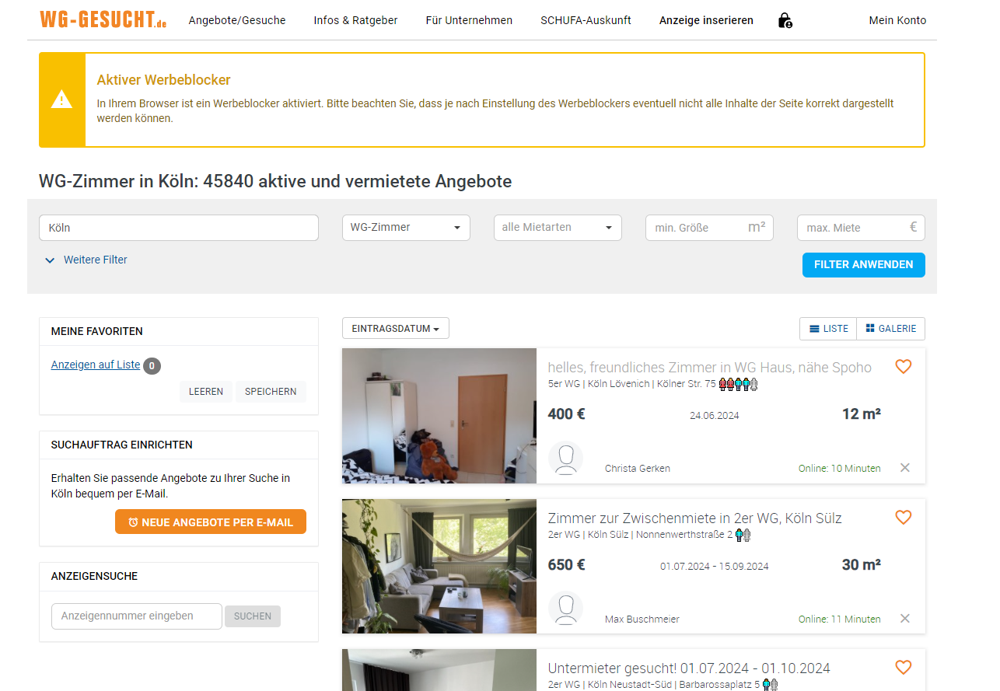 WG-GESUCHT.de
Angebote/Gesuche
Infos & Ratgeber
Für Unternehmen
SCHUFA-Auskunft
Anzeige inserieren
Mein Konto
Aktiver Werbeblocker
In Ihrem Browser ist ein Werbeblocker aktiviert. Bitte beachten Sie, dass je nach Einstellung des Werbeblockers eventuell nicht alle Inhalte der Seite korrekt dargestellt
werden können.
WG-Zimmer in Köln: 45840 aktive und vermietete Angebote
Köln
WG-Zimmer
alle Mietarten
min. Größe m²
max. Miete €
Weitere Filter
FILTER ANWENDEN
MEINE FAVORITEN
Anzeigen auf Liste 0
LEEREN
SPEICHERN
SUCHAUFTRAG EINRICHTEN
Erhalten Sie passende Angebote zu Ihrer Suche in
Köln bequem per E-Mail.
NEUE ANGEBOTE PER E-MAIL
ANZEIGENSUCHE
Anzeigennummer eingeben
SUCHEN
EINTRAGSDATUM
LISTE
GALERIE
helles, freundliches Zimmer in WG Haus, nähe Spoho
5er WG | Köln Lövenich | Kölner Str. 75
400 €
24.06.2024
12 m²
Christa Gerken
Online: 10 Minuten
Zimmer zur Zwischenmiete in 2er WG, Köln Sülz
2er WG | Köln Sülz | Nonnenwerthstraße 2
650 €
01.07.2024 - 15.09.2024
30 m²
Max Buschmeier
Online: 11 Minuten
Untermieter gesucht! 01.07.2024 - 01.10.2024
2er WG | Köln Neustadt-Süd | Barbarossaplatz 5